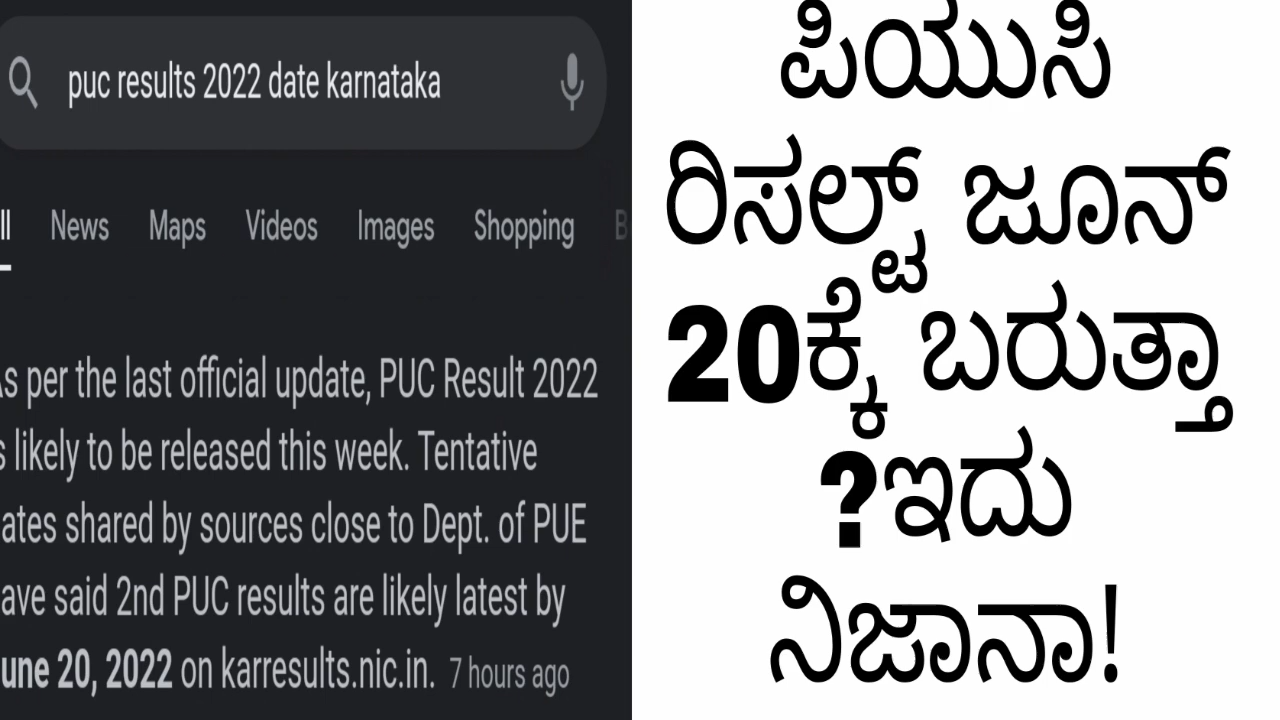 puc results 2022 date karnataka
ll News Maps Videos Images Shopping B
As per the last official update, PUC Result 2022
s likely to be released this week. Tentative
ates shared by sources close to Dept. of PUE
ave said 2nd PUC results are likely latest by
une 20, 2022 on karresults.nic.in. 7 hours ago
ಪಿಯುಸಿ
ರಿಸಲ್ಟ್ ಜೂನ್
20ಕ್ಕೆ ಬರುತ್ತಾ
?ಇದು
ನಿಜಾನಾ!